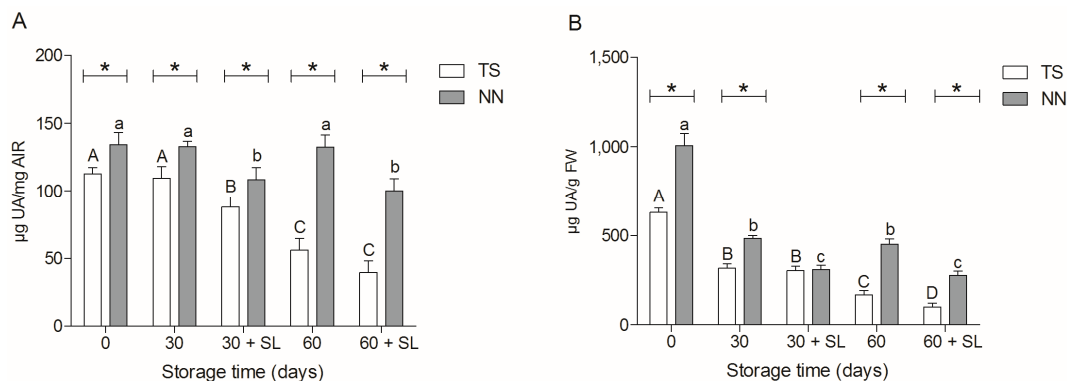 A
200
150
100
50
0
µg UA/mg AIR
* * * * *
A a A a B b C a C b
0 30 30 + SL 60 60 + SL
Storage time (days)
TS
NN
B
1,500
1,000
500
0
µg UA/g FW
* * * *
A a B b B c C b D c
0 30 30 + SL 60 60 + SL
Storage time (days)
TS
NN